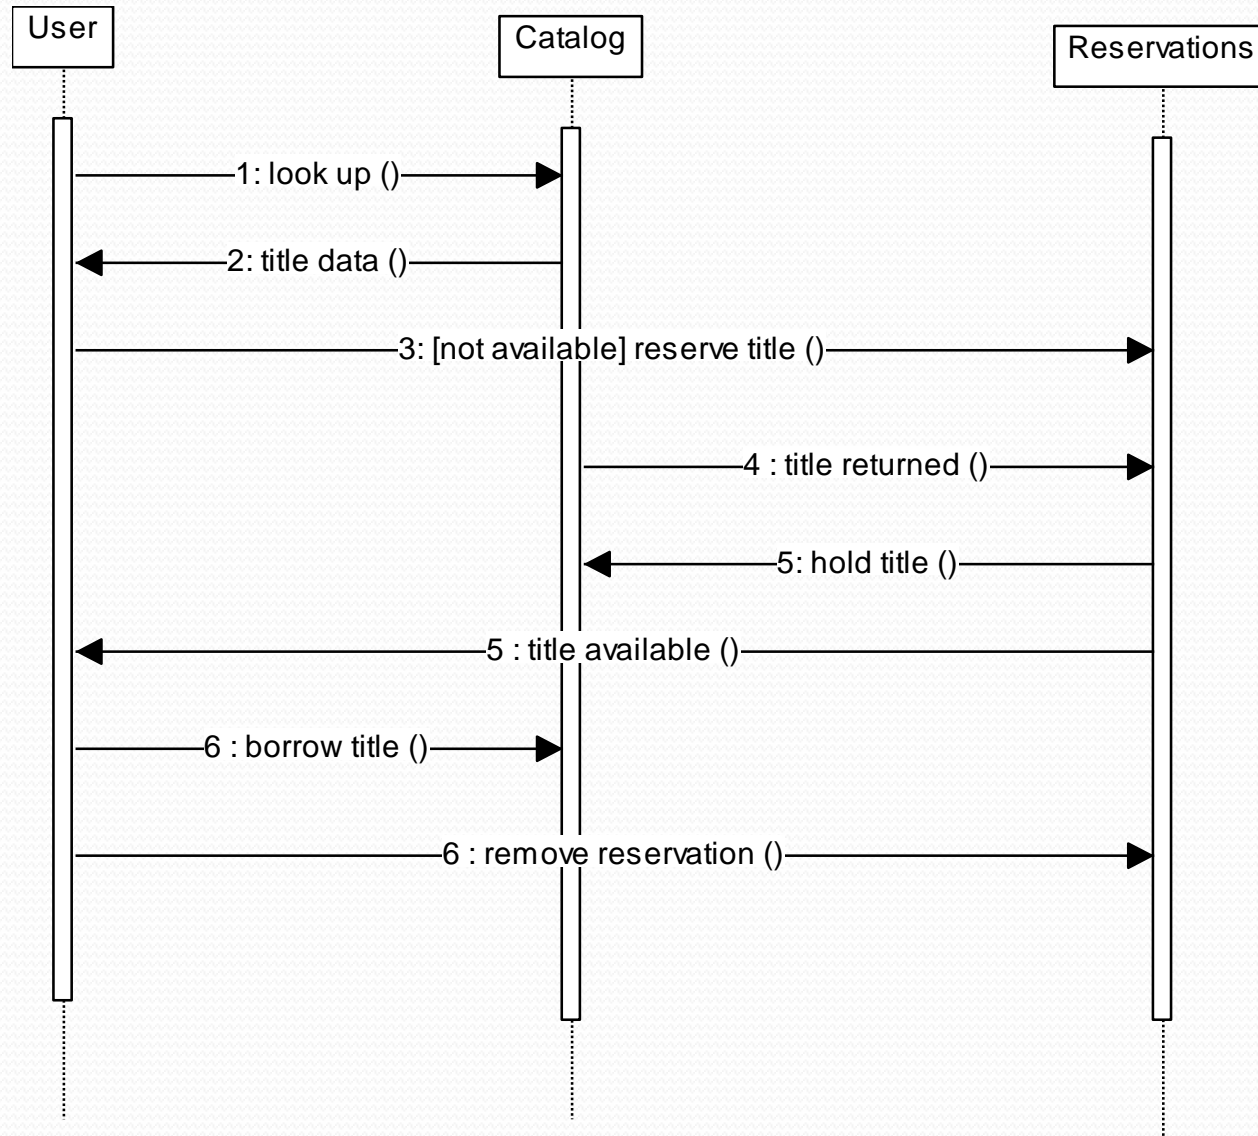 User
Catalog
Reservations
1: look up ()
2: title data ()
3: [not available] reserve title ()
4 : title returned ()
5: hold title ()
5 : title available ()
6 : borrow title ()
6 : remove reservation ()